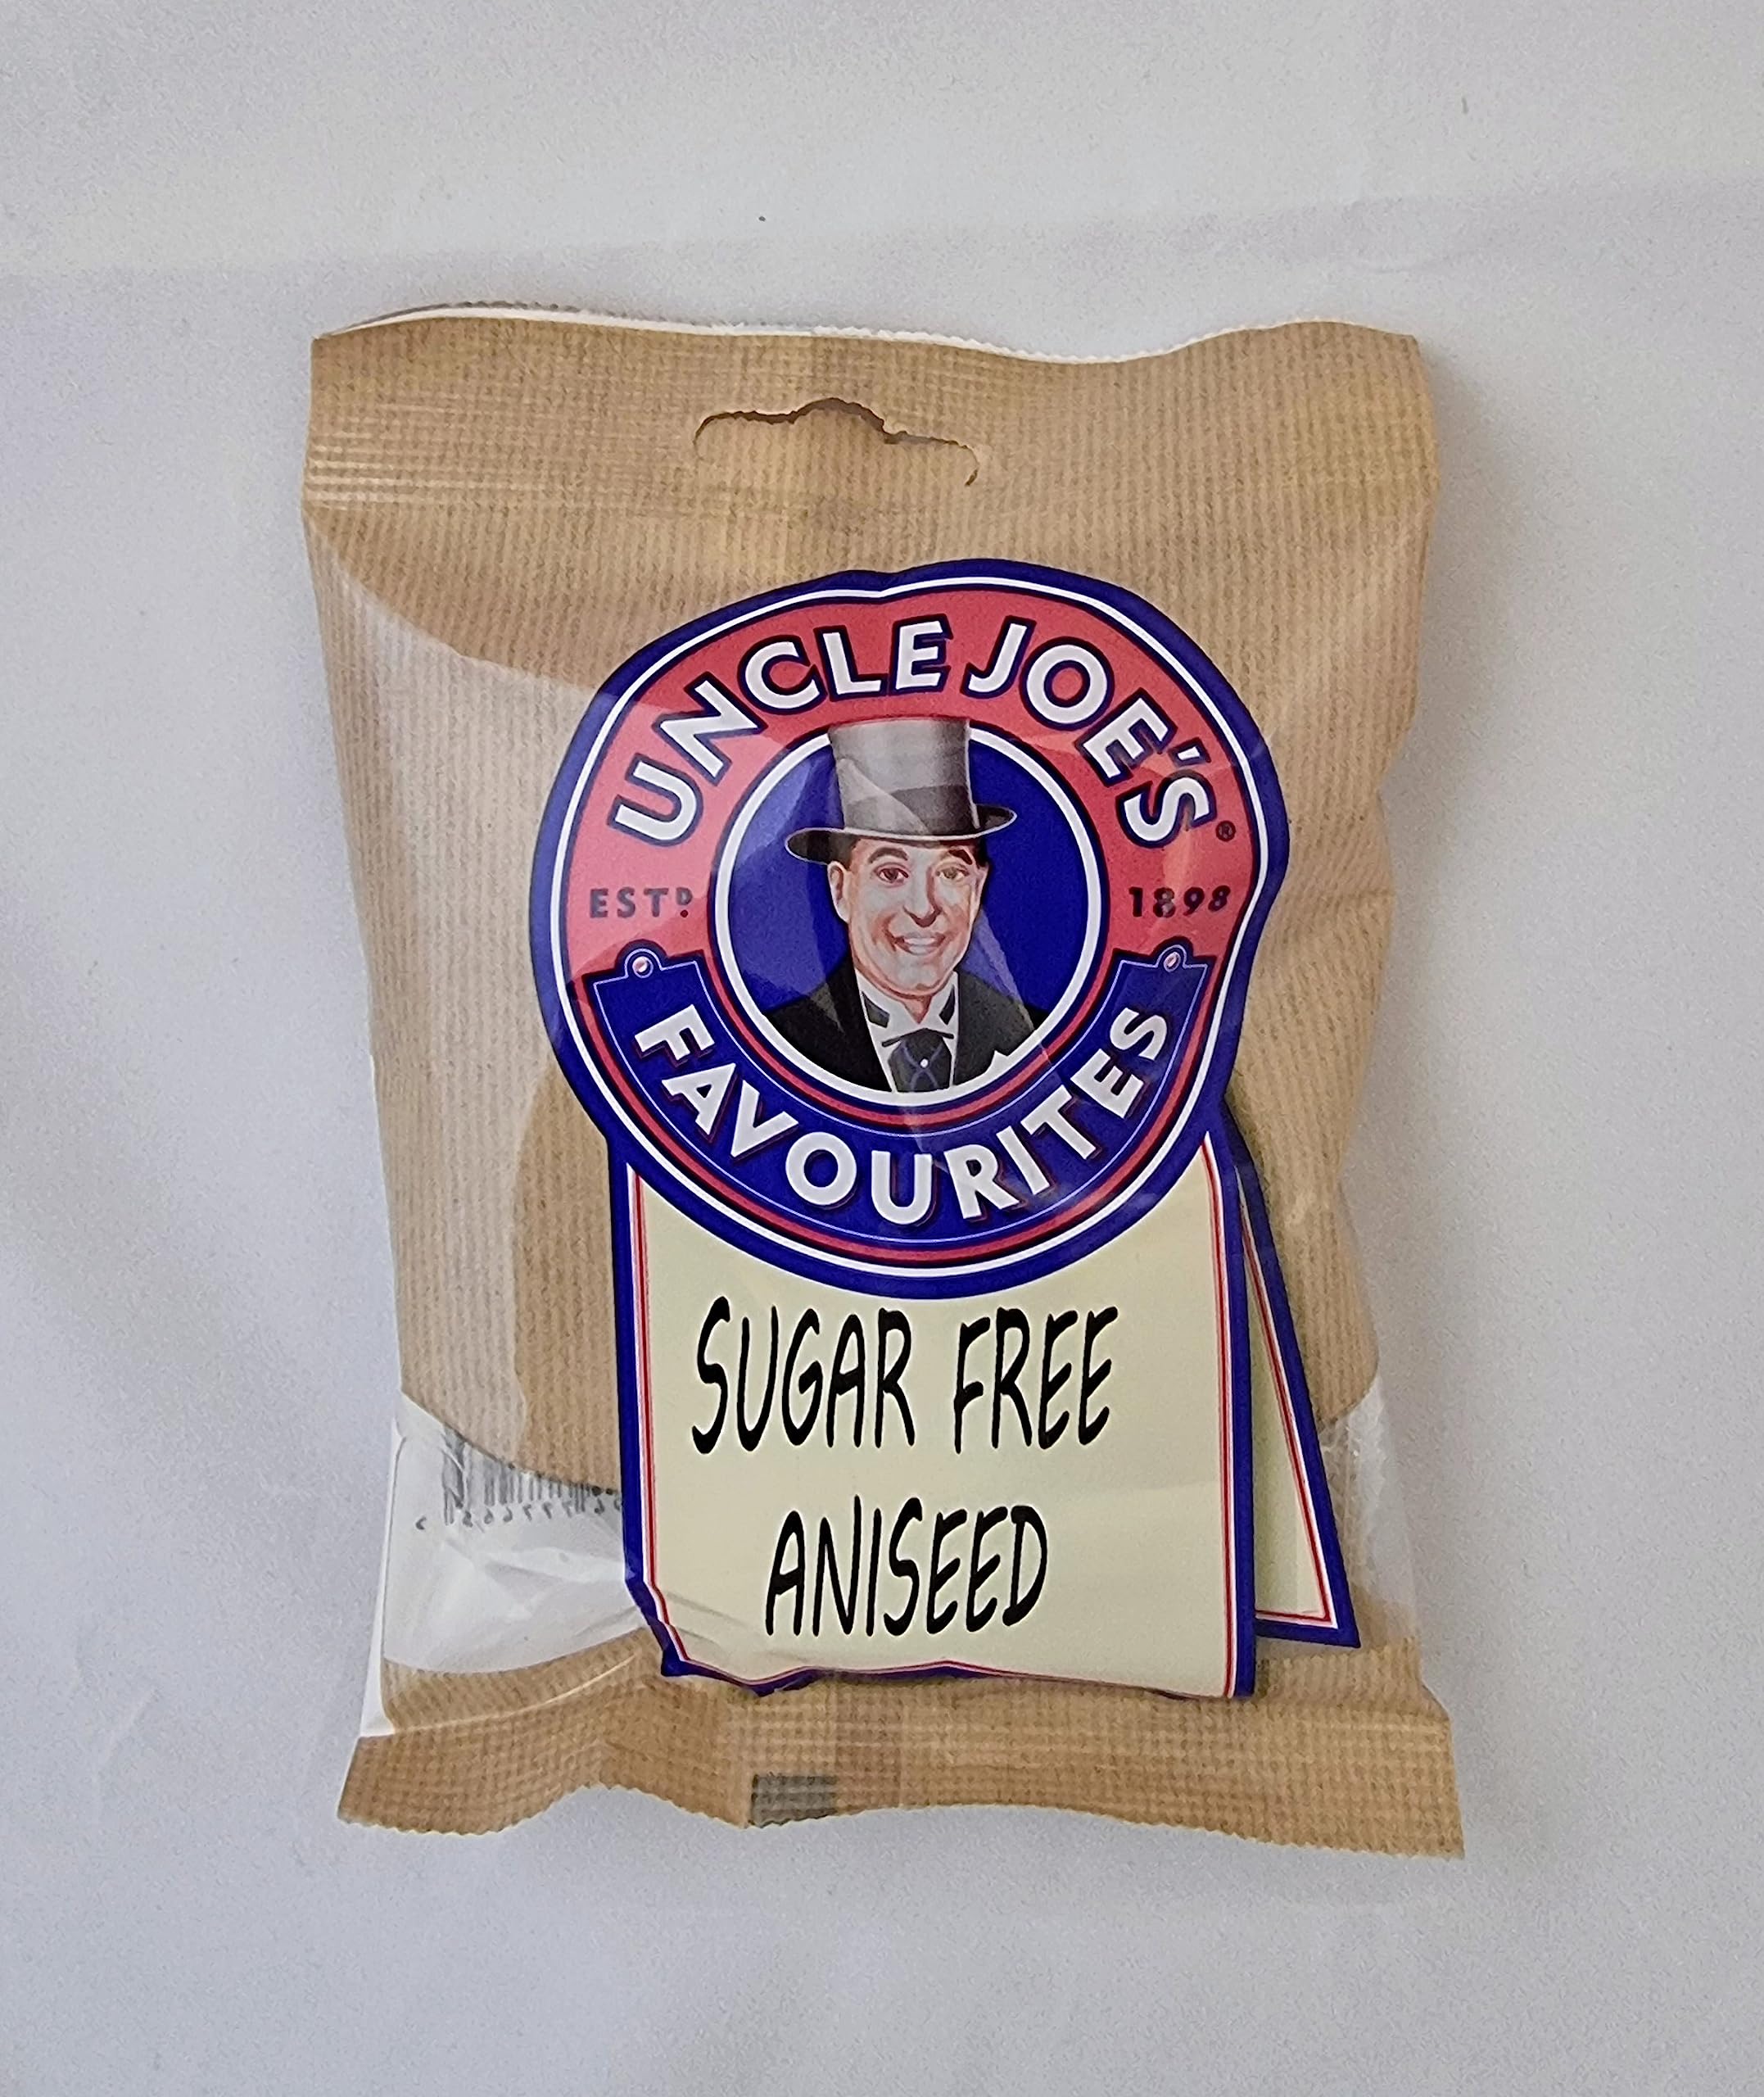 UNCLE JOE'S®
ESTD. 1898
FAVOURITES
SUGAR FREE
ANISEED